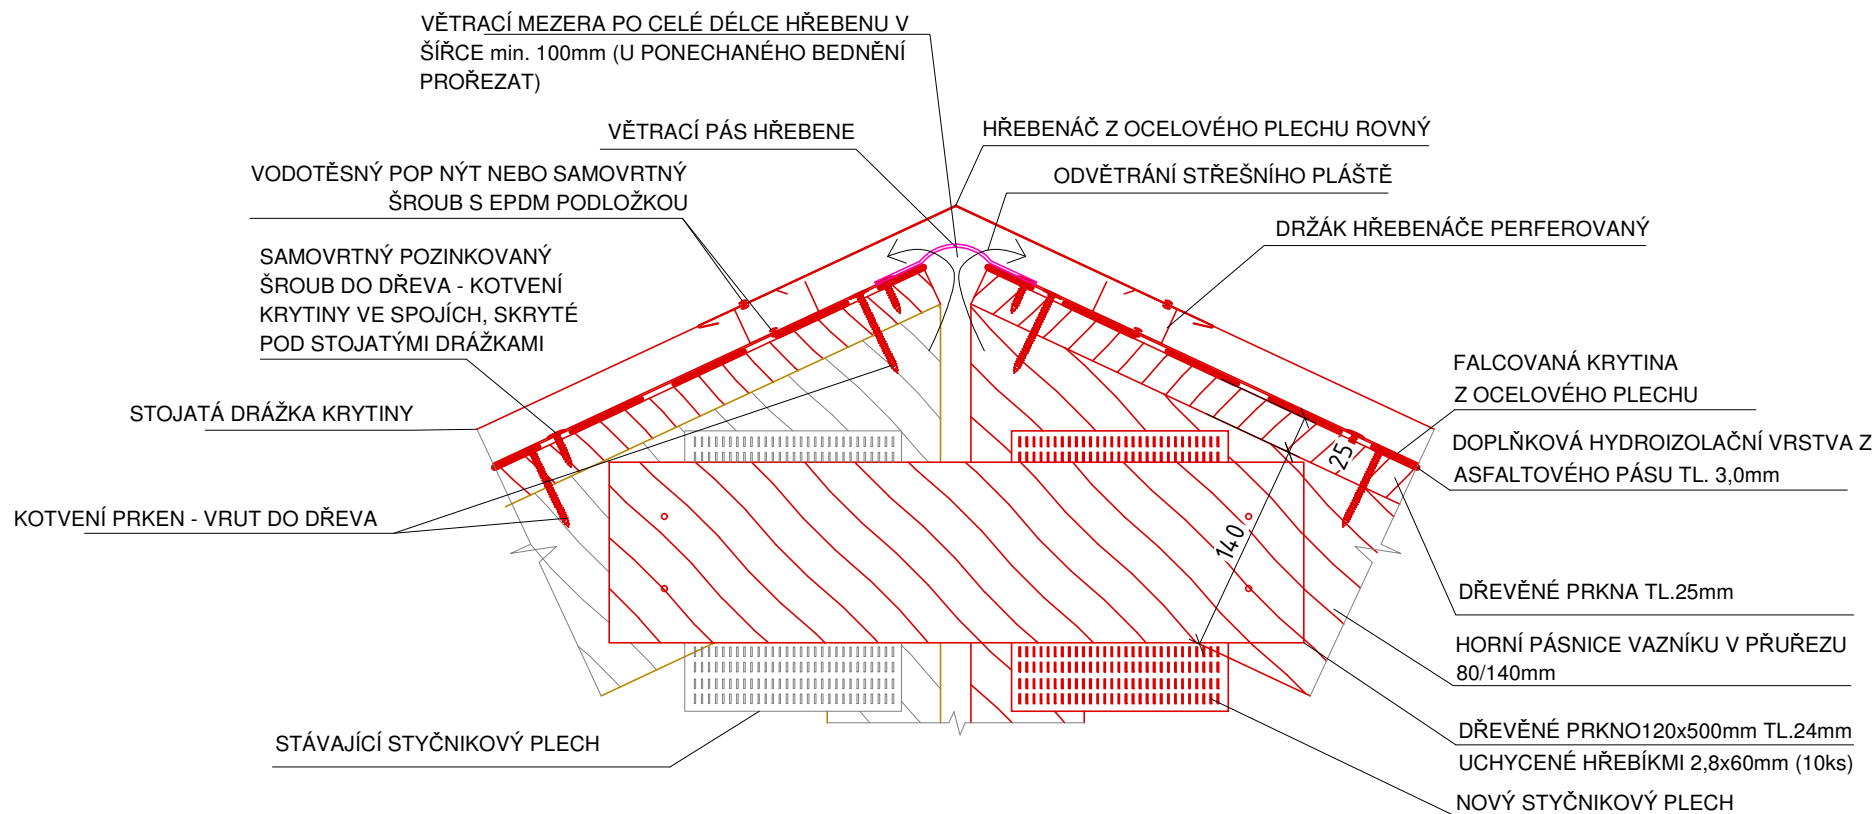 VĚTRACÍ MEZERA PO CELÉ DÉLCE HŘEBENU V
ŠÍŘCE min. 100mm (U PONECHANÉHO BEDNĚNÍ
PROŘEZAT)
VĚTRACÍ PÁS HŘEBENE
VODOTĚSNÝ POP NÝT NEBO SAMOVRTNÝ
ŠROUB S EPDM PODLOŽKOU
SAMOVRTNÝ POZINKOVANÝ
ŠROUB DO DŘEVA - KOTVENÍ
KRYTINY VE SPOJÍCH, SKRYTÉ
POD STOJATÝMI DRÁŽKAMI
STOJATÁ DRÁŽKA KRYTINY
KOTVENÍ PRKEN - VRUT DO DŘEVA
STÁVAJÍCÍ STYČNIKOVÝ PLECH
HŘEBENÁČ Z OCELOVÉHO PLECHU ROVNÝ
ODVĚTRÁNÍ STŘEŠNÍHO PLÁŠTĚ
DRŽÁK HŘEBENÁČE PERFEROVANÝ
FALCOVANÁ KRYTINA
Z OCELOVÉHO PLECHU
DOPLŇKOVÁ HYDROIZOLAČNÍ VRSTVA Z
ASFALTOVÉHO PÁSU TL. 3,0mm
25
140
DŘEVĚNÉ PRKNA TL.25mm
HORNÍ PÁSNICE VAZNÍKU V PŘUŘEZU
80/140mm
DŘEVĚNÉ PRKNO120x500mm TL.24mm
UCHYCENÉ HŘEBÍKMI 2,8x60mm (10ks)
NOVÝ STYČNIKOVÝ PLECH